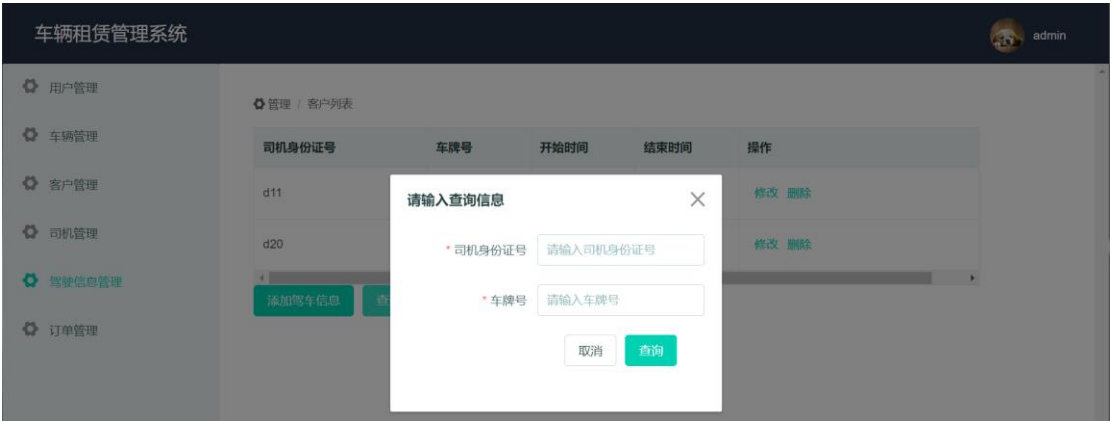 车辆租赁管理系统
admin
用户管理
车辆管理
客户管理
司机管理
驾驶信息管理
订单管理
管理 / 客户列表
司机身份证号 车牌号 开始时间 结束时间 操作
d11 修改 删除
d20 修改 删除
添加驾车信息 查
请输入查询信息
* 司机身份证号 请输入司机身份证号
* 车牌号 请输入车牌号
取消 查询